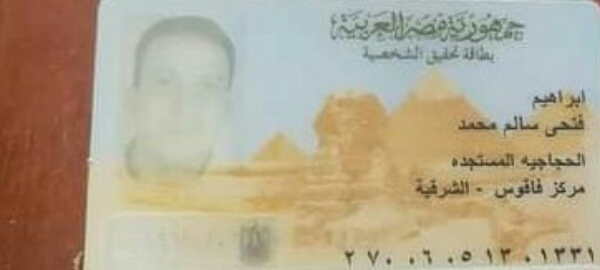 جمهورية مصر العربية
بطاقة تحقيق الشخصية
ابراهيم
فتحى سالم محمد
الحجاجيه المستجده
مركز فاقوس - الشرقية
٢٧٠٠٦٠٥١٣٠١٣٣١